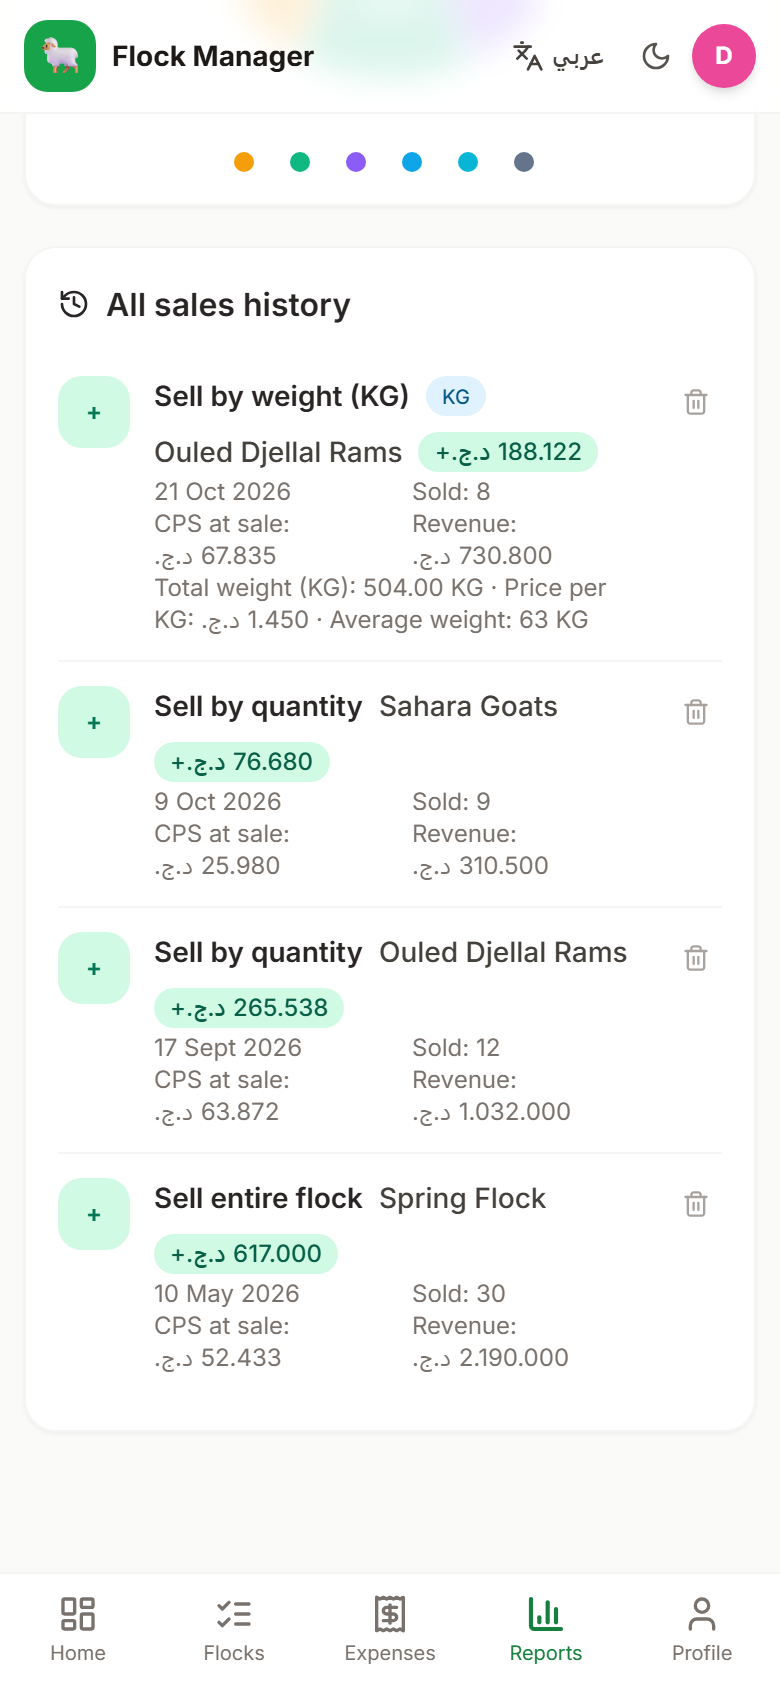 Flock Manager
عربي
D
All sales history
+
Sell by weight (KG) KG
Ouled Djellal Rams +د.ج.‏ 188.122
21 Oct 2026 Sold: 8
CPS at sale: Revenue:
د.ج.‏ 67.835 د.ج.‏ 730.800
Total weight (KG): 504.00 KG · Price per
KG: د.ج.‏ 1.450 · Average weight: 63 KG
+
Sell by quantity Sahara Goats
+د.ج.‏ 76.680
9 Oct 2026 Sold: 9
CPS at sale: Revenue:
د.ج.‏ 25.980 د.ج.‏ 310.500
+
Sell by quantity Ouled Djellal Rams
+د.ج.‏ 265.538
17 Sept 2026 Sold: 12
CPS at sale: Revenue:
د.ج.‏ 63.872 د.ج.‏ 1.032.000
+
Sell entire flock Spring Flock
+د.ج.‏ 617.000
10 May 2026 Sold: 30
CPS at sale: Revenue:
د.ج.‏ 52.433 د.ج.‏ 2.190.000
Home Flocks Expenses Reports Profile